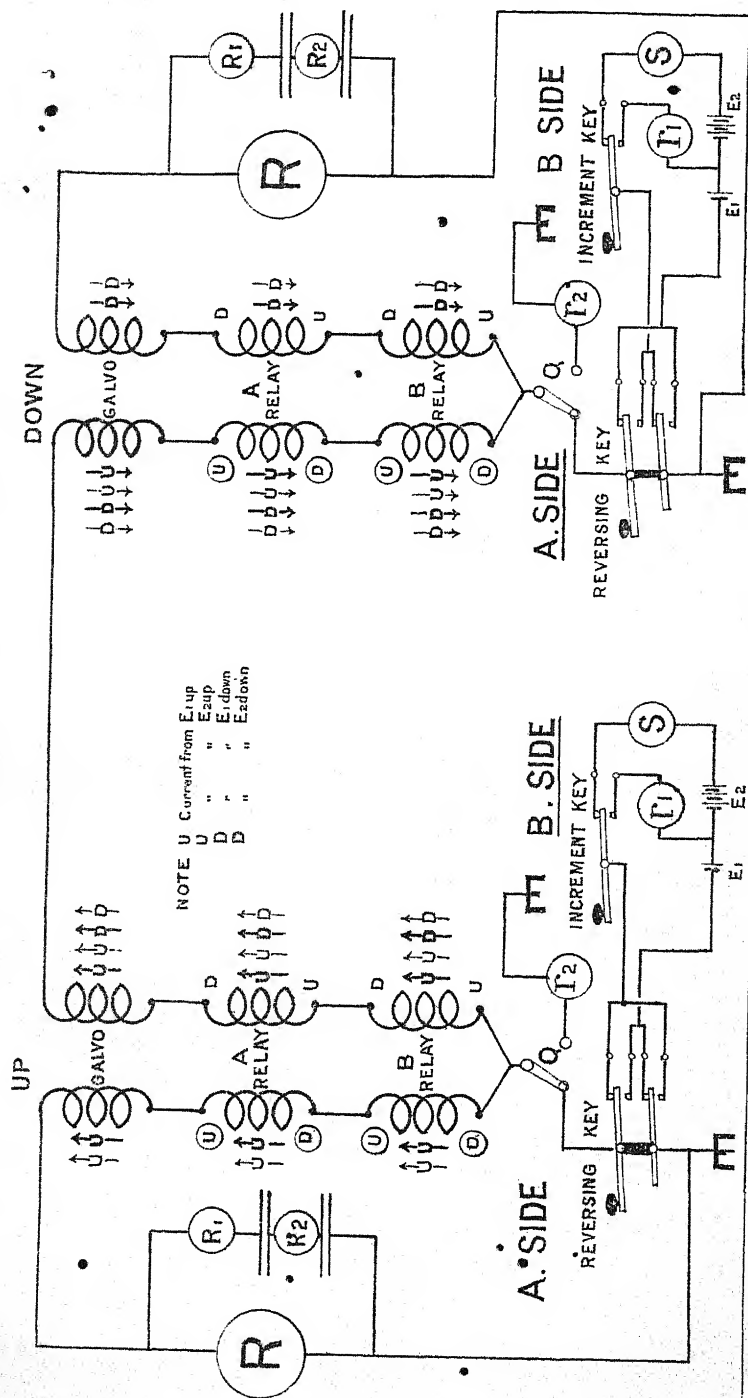 UP
DOWN
GALVO
GALVO
U U
U U D D
D D U U
D D
A
RELAY
A
RELAY
U
D
D
U
U
D
D
U
U U
U U D D
D D U U
D D
B
RELAY
B
RELAY
U
D
D
U
U
D
D
U
U U
U U D D
D D U U
D D
NOTE U Current from E1 up
U " " E2 up
D " " E1 down
D " " E2 down
R
R1
R2
R
R1
R2
A. SIDE
Q
r2
E
B. SIDE
REVERSING KEY
INCREMENT KEY
r1
S
E1
E2
E
A. SIDE
Q
r2
E
B SIDE
REVERSING KEY
INCREMENT KEY
r1
S
E1
E2
E